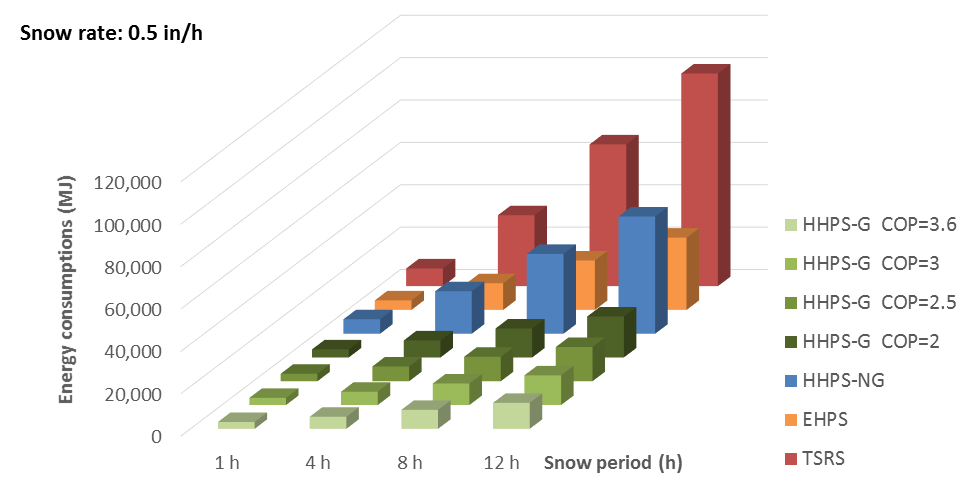 Snow rate: 0.5 in/h
Energy consumptions (MJ)
120,000
100,000
80,000
60,000
40,000
20,000
0
1 h
4 h
8 h
12 h
Snow period (h)
HHPS-G COP=3.6
HHPS-G COP=3
HHPS-G COP=2.5
HHPS-G COP=2
HHPS-NG
EHPS
TSRS